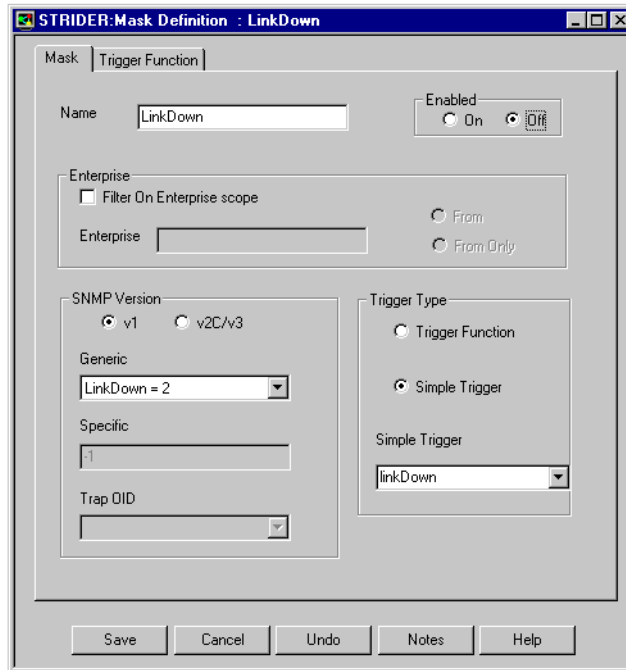 STRIDER:Mask Definition : LinkDown
Mask
Trigger Function
Name
LinkDown
Enabled
On
Off
Enterprise
Filter On Enterprise scope
Enterprise
From
From Only
SNMP Version
v1
v2C/v3
Generic
LinkDown = 2
Specific
-1
Trap OID
Trigger Type
Trigger Function
Simple Trigger
Simple Trigger
linkDown
Save
Cancel
Undo
Notes
Help